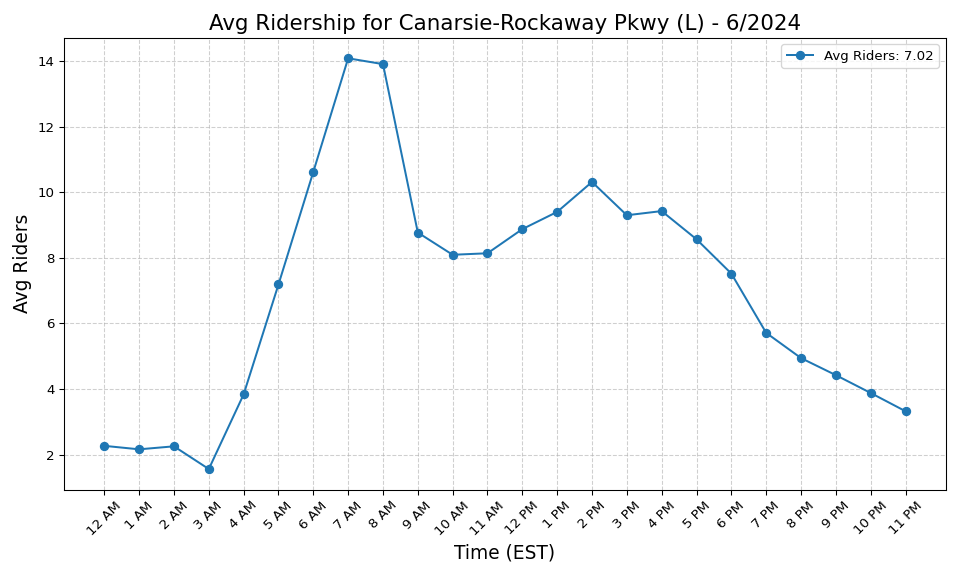 Avg Ridership for Canarsie-Rockaway Pkwy (L) - 6/2024
Avg Riders: 7.02
Avg Riders
14
12
10
8
6
4
2
12 AM
1 AM
2 AM
3 AM
4 AM
5 AM
6 AM
7 AM
8 AM
9 AM
10 AM
11 AM
12 PM
1 PM
2 PM
3 PM
4 PM
5 PM
6 PM
7 PM
8 PM
9 PM
10 PM
11 PM
Time (EST)